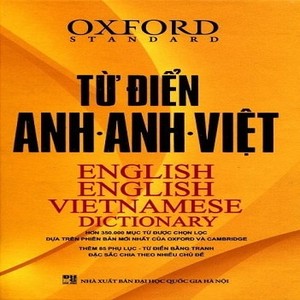 OXFORD
STANDARD
TỪ ĐIỂN
ANH·ANH·VIỆT
ENGLISH
ENGLISH
VIETNAMESE
DICTIONARY
HƠN 350.000 MỤC TỪ ĐƯỢC CHỌN LỌC
DỰA TRÊN PHIÊN BẢN MỚI NHẤT CỦA OXFORD VÀ CAMBRIDGE
THÊM 85 PHỤ LỤC - TỪ ĐIỂN BẰNG TRANH
ĐẶC SẮC CHIA THEO NHIỀU CHỦ ĐỀ
NHÀ XUẤT BẢN ĐẠI HỌC QUỐC GIA HÀ NỘI